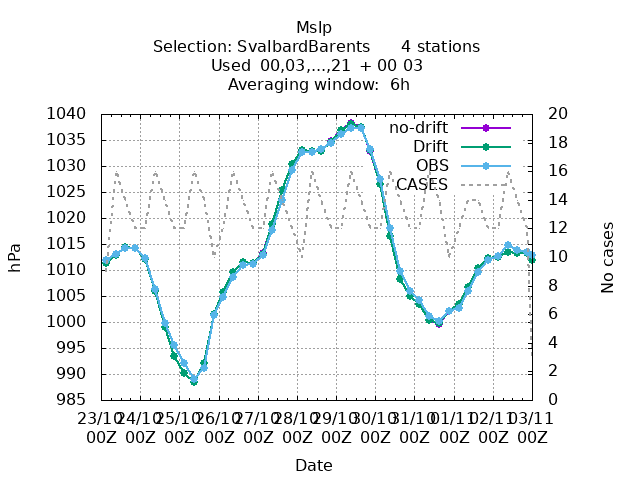 Mslp
Selection: SvalbardBarents 4 stations
Used 00,03,...,21 + 00 03
Averaging window: 6h
1040
1035
1030
1025
1020
1015
1010
1005
1000
995
990
985
hPa
no-drift
Drift
OBS
CASES
20
18
16
14
12
10
8
6
4
2
0
No cases
23/10 24/10 25/10 26/10 27/10 28/10 29/10 30/10 31/10 01/11 02/11 03/11
00Z 00Z 00Z 00Z 00Z 00Z 00Z 00Z 00Z 00Z 00Z 00Z
Date